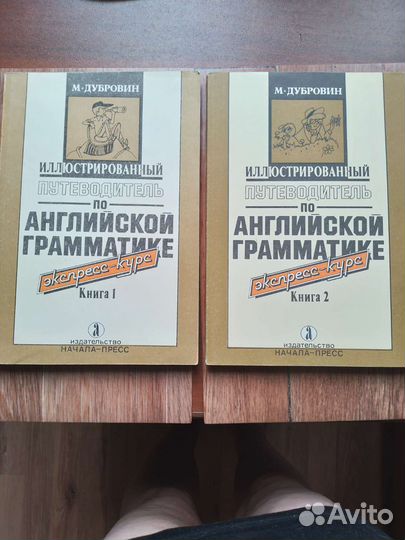 М·ДУБРОВИН
ИЛЛЮСТРИРОВАННЫЙ
ПУТЕВОДИТЕЛЬ
ПО
АНГЛИЙСКОЙ
ГРАММАТИКЕ
экспресс-курс
Книга 1
а
издательство
НАЧАЛА-ПРЕСС
М·ДУБРОВИН
ИЛЛЮСТРИРОВАННЫЙ
ПУТЕВОДИТЕЛЬ
ПО
АНГЛИЙСКОЙ
ГРАММАТИКЕ
экспресс-курс
Книга 2
а
издательство
НАЧАЛА-ПРЕСС
Avito